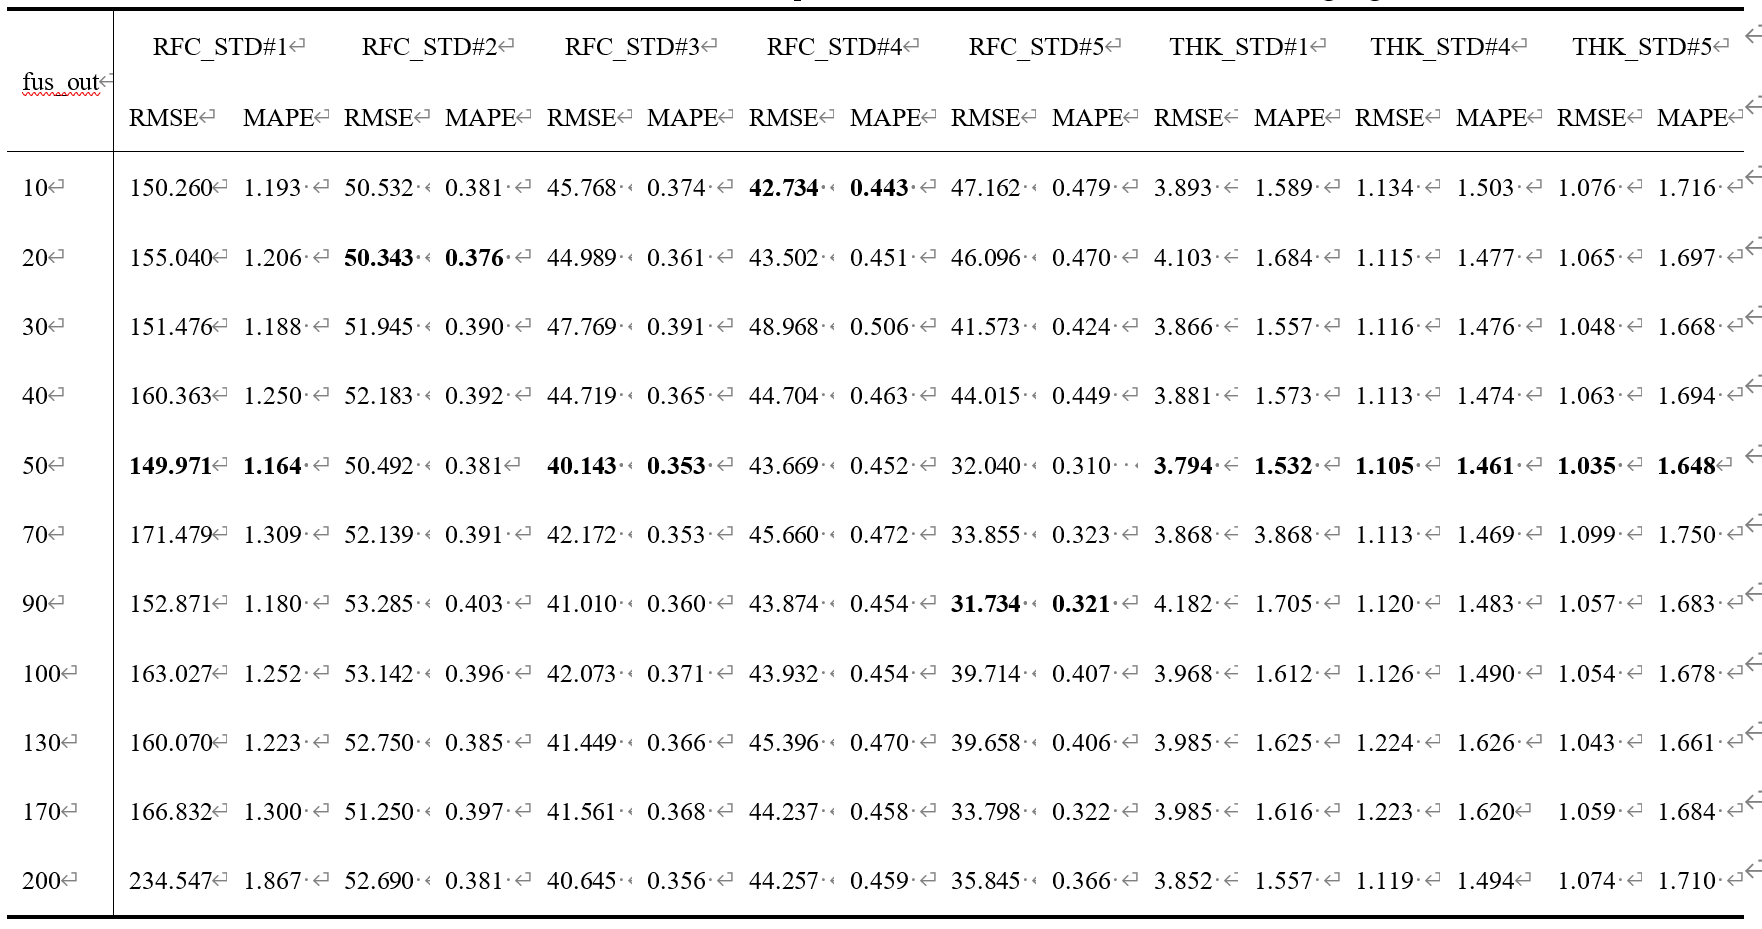 RFC_STD#1 RFC_STD#2 RFC_STD#3 RFC_STD#4 RFC_STD#5 THK_STD#1 THK_STD#4 THK_STD#5
fus_out
RMSE MAPE RMSE MAPE RMSE MAPE RMSE MAPE RMSE MAPE RMSE MAPE RMSE MAPE RMSE MAPE
10 150.260 1.193 50.532 0.381 45.768 0.374 42.734 0.443 47.162 0.479 3.893 1.589 1.134 1.503 1.076 1.716
20 155.040 1.206 50.343 0.376 44.989 0.361 43.502 0.451 46.096 0.470 4.103 1.684 1.115 1.477 1.065 1.697
30 151.476 1.188 51.945 0.390 47.769 0.391 48.968 0.506 41.573 0.424 3.866 1.557 1.116 1.476 1.048 1.668
40 160.363 1.250 52.183 0.392 44.719 0.365 44.704 0.463 44.015 0.449 3.881 1.573 1.113 1.474 1.063 1.694
50 149.971 1.164 50.492 0.381 40.143 0.353 43.669 0.452 32.040 0.310 3.794 1.532 1.105 1.461 1.035 1.648
70 171.479 1.309 52.139 0.391 42.172 0.353 45.660 0.472 33.855 0.323 3.868 3.868 1.113 1.469 1.099 1.750
90 152.871 1.180 53.285 0.403 41.010 0.360 43.874 0.454 31.734 0.321 4.182 1.705 1.120 1.483 1.057 1.683
100 163.027 1.252 53.142 0.396 42.073 0.371 43.932 0.454 39.714 0.407 3.968 1.612 1.126 1.490 1.054 1.678
130 160.070 1.223 52.750 0.385 41.449 0.366 45.396 0.470 39.658 0.406 3.985 1.625 1.224 1.626 1.043 1.661
170 166.832 1.300 51.250 0.397 41.561 0.368 44.237 0.458 33.798 0.322 3.985 1.616 1.223 1.620 1.059 1.684
200 234.547 1.867 52.690 0.381 40.645 0.356 44.257 0.459 35.845 0.366 3.852 1.557 1.119 1.494 1.074 1.710